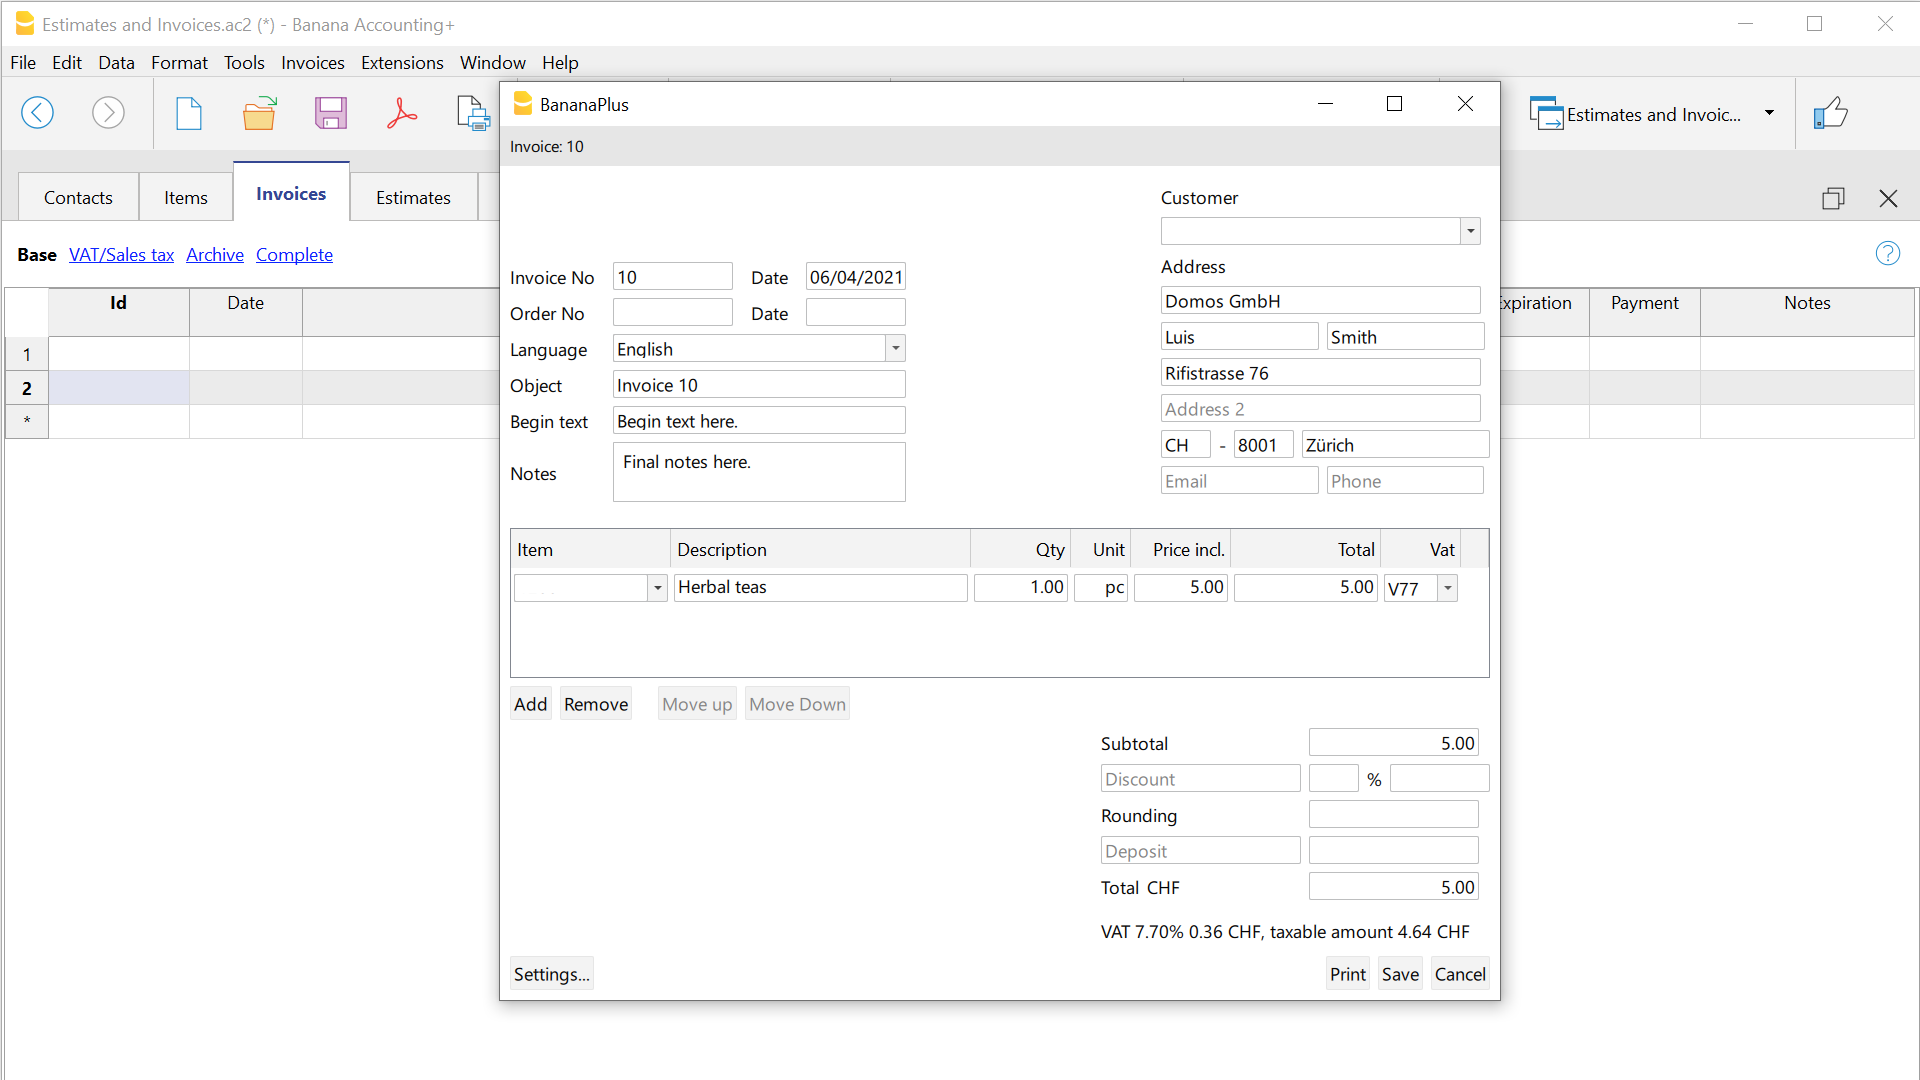 Estimates and Invoices.ac2 (*) - Banana Accounting+
File Edit Data Format Tools Invoices Extensions Window Help
Estimates and Invoic...
Contacts Items Invoices Estimates
Base VAT/Sales tax Archive Complete
Id Date Expiration Payment Notes
1
2
*
BananaPlus
Invoice: 10
Customer
Invoice No 10 Date 06/04/2021
Order No Date
Language English
Object Invoice 10
Begin text Begin text here.
Notes Final notes here.
Address
Domos GmbH
Luis Smith
Rifistrasse 76
Address 2
CH - 8001 Zürich
Email Phone
Item Description Qty Unit Price incl. Total Vat
Herbal teas 1.00 pc 5.00 5.00 V77
Add Remove Move up Move Down
Subtotal 5.00
Discount %
Rounding
Deposit
Total CHF 5.00
VAT 7.70% 0.36 CHF, taxable amount 4.64 CHF
Settings... Print Save Cancel